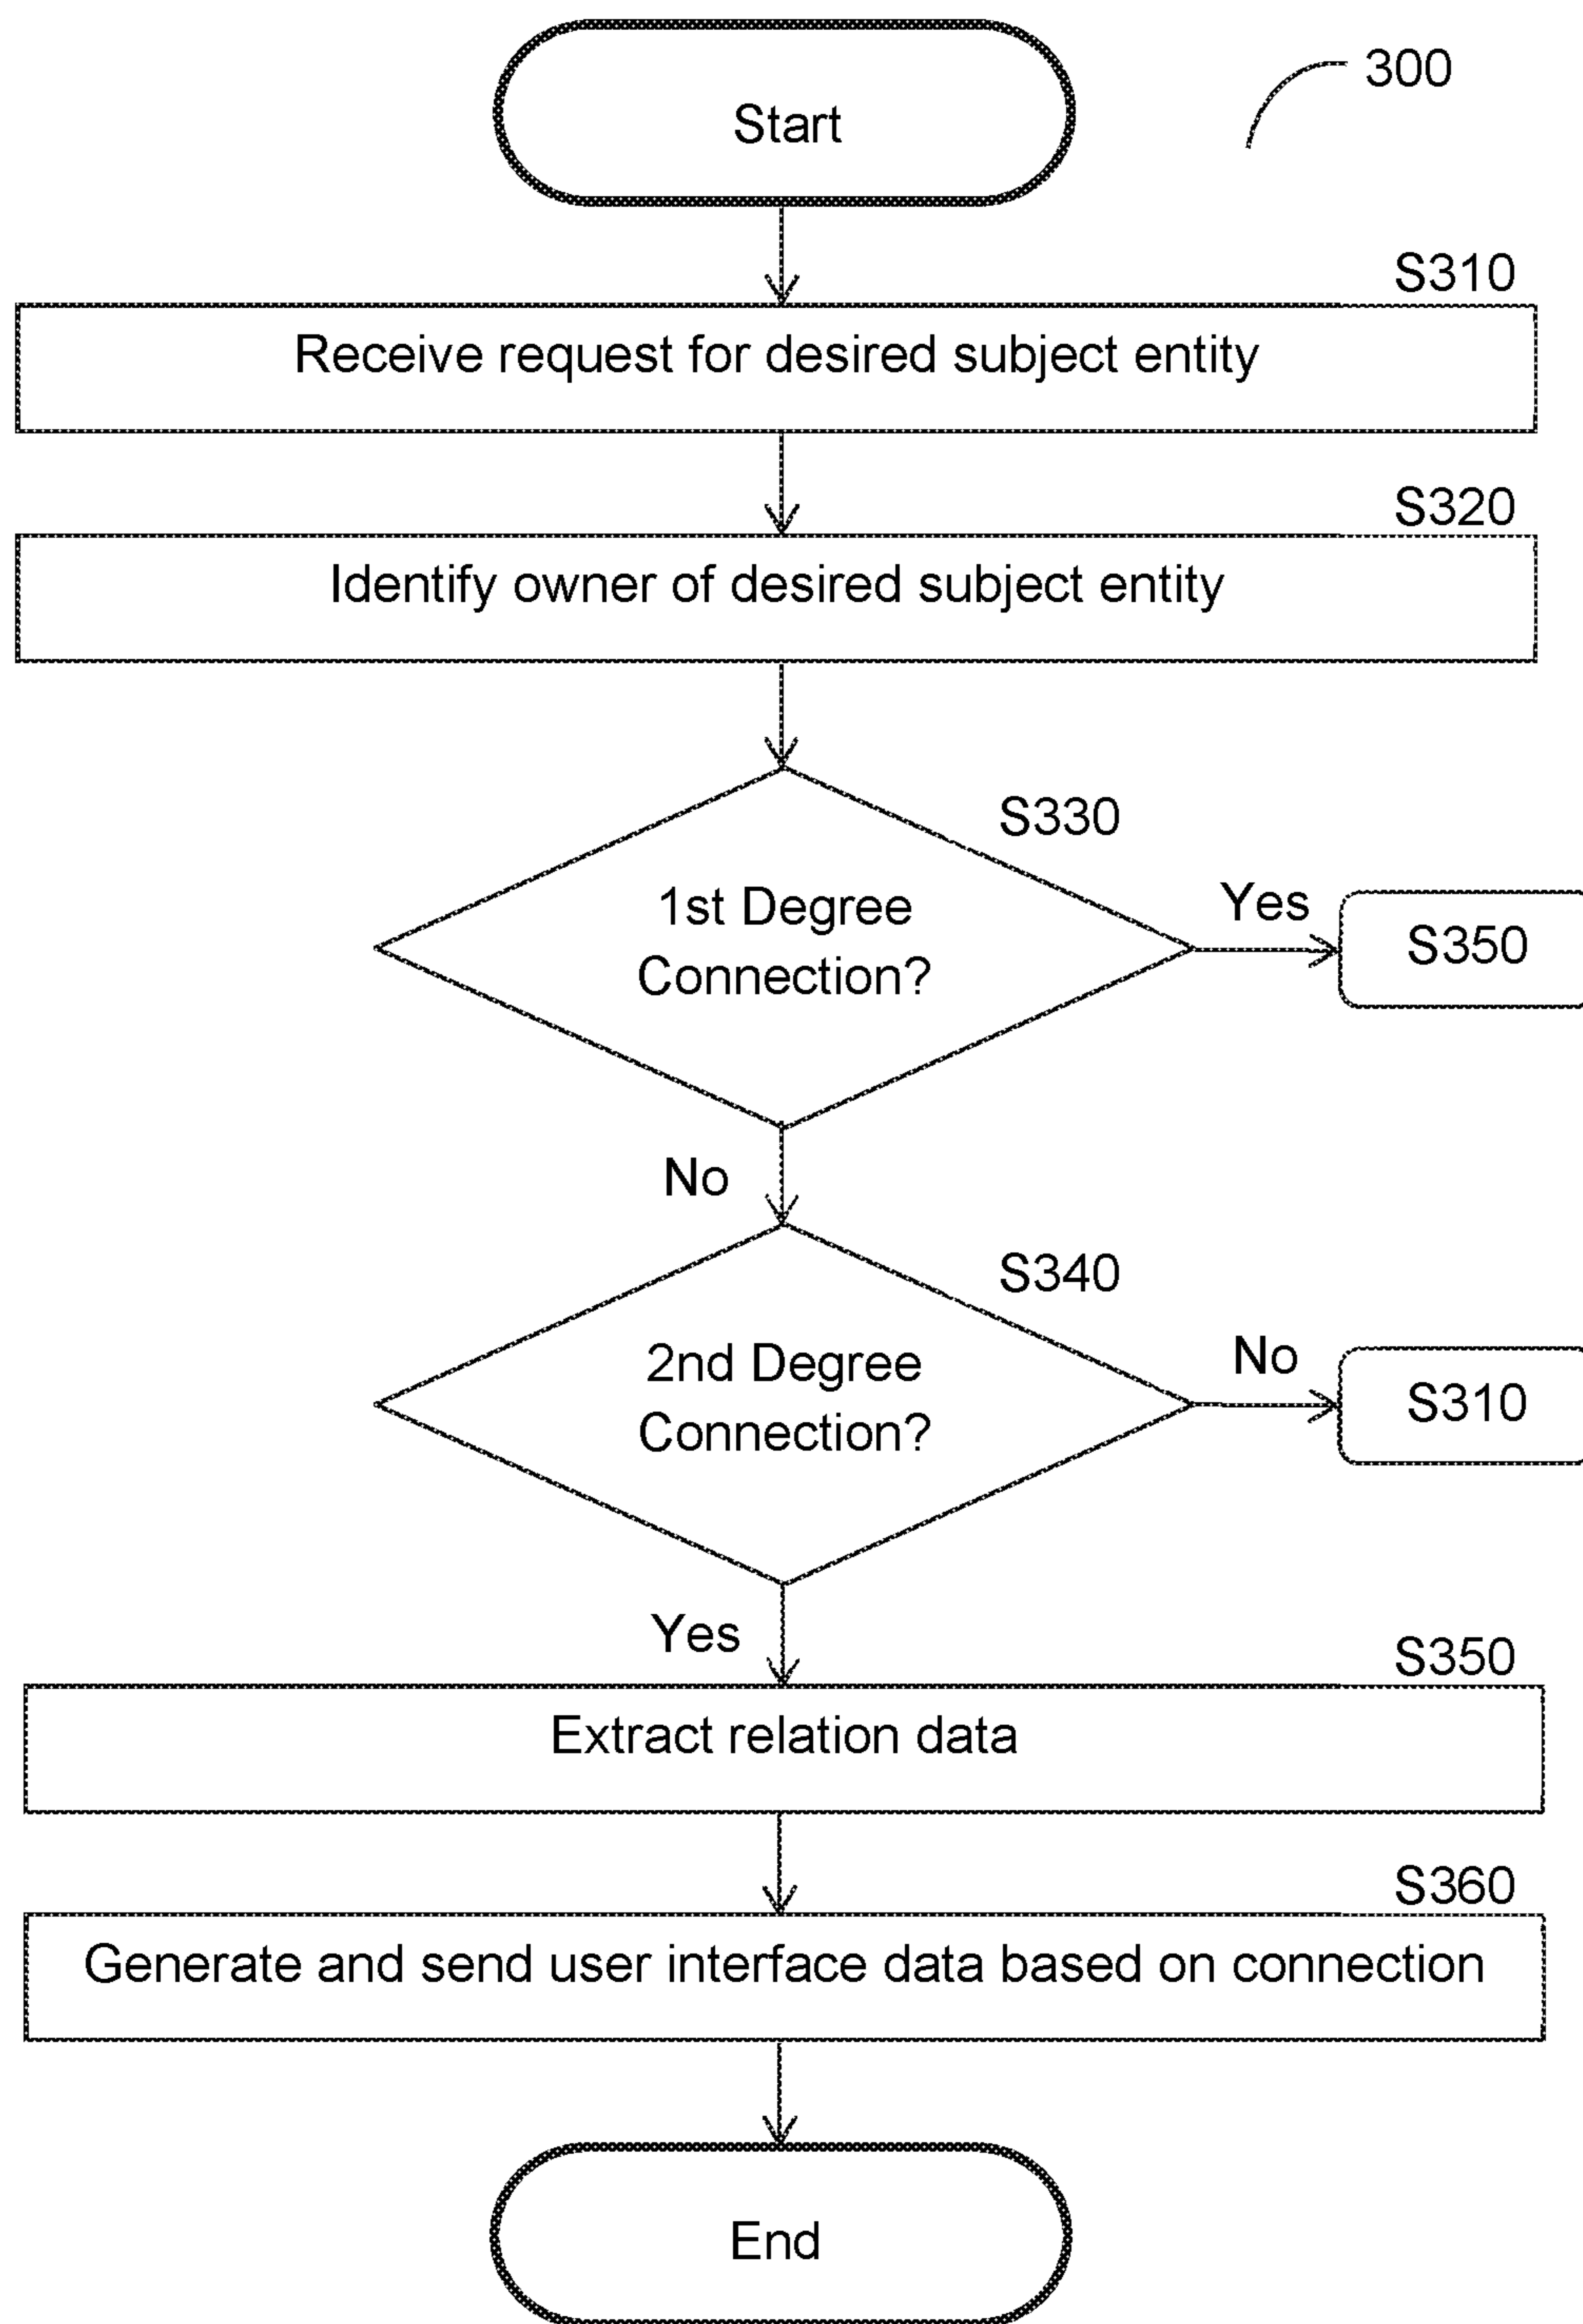 300
Start
S310
Receive request for desired subject entity
S320
Identify owner of desired subject entity
S330
1st Degree
Connection?
Yes
S350
No
S340
2nd Degree
Connection?
No
S310
Yes
S350
Extract relation data
S360
Generate and send user interface data based on connection
End